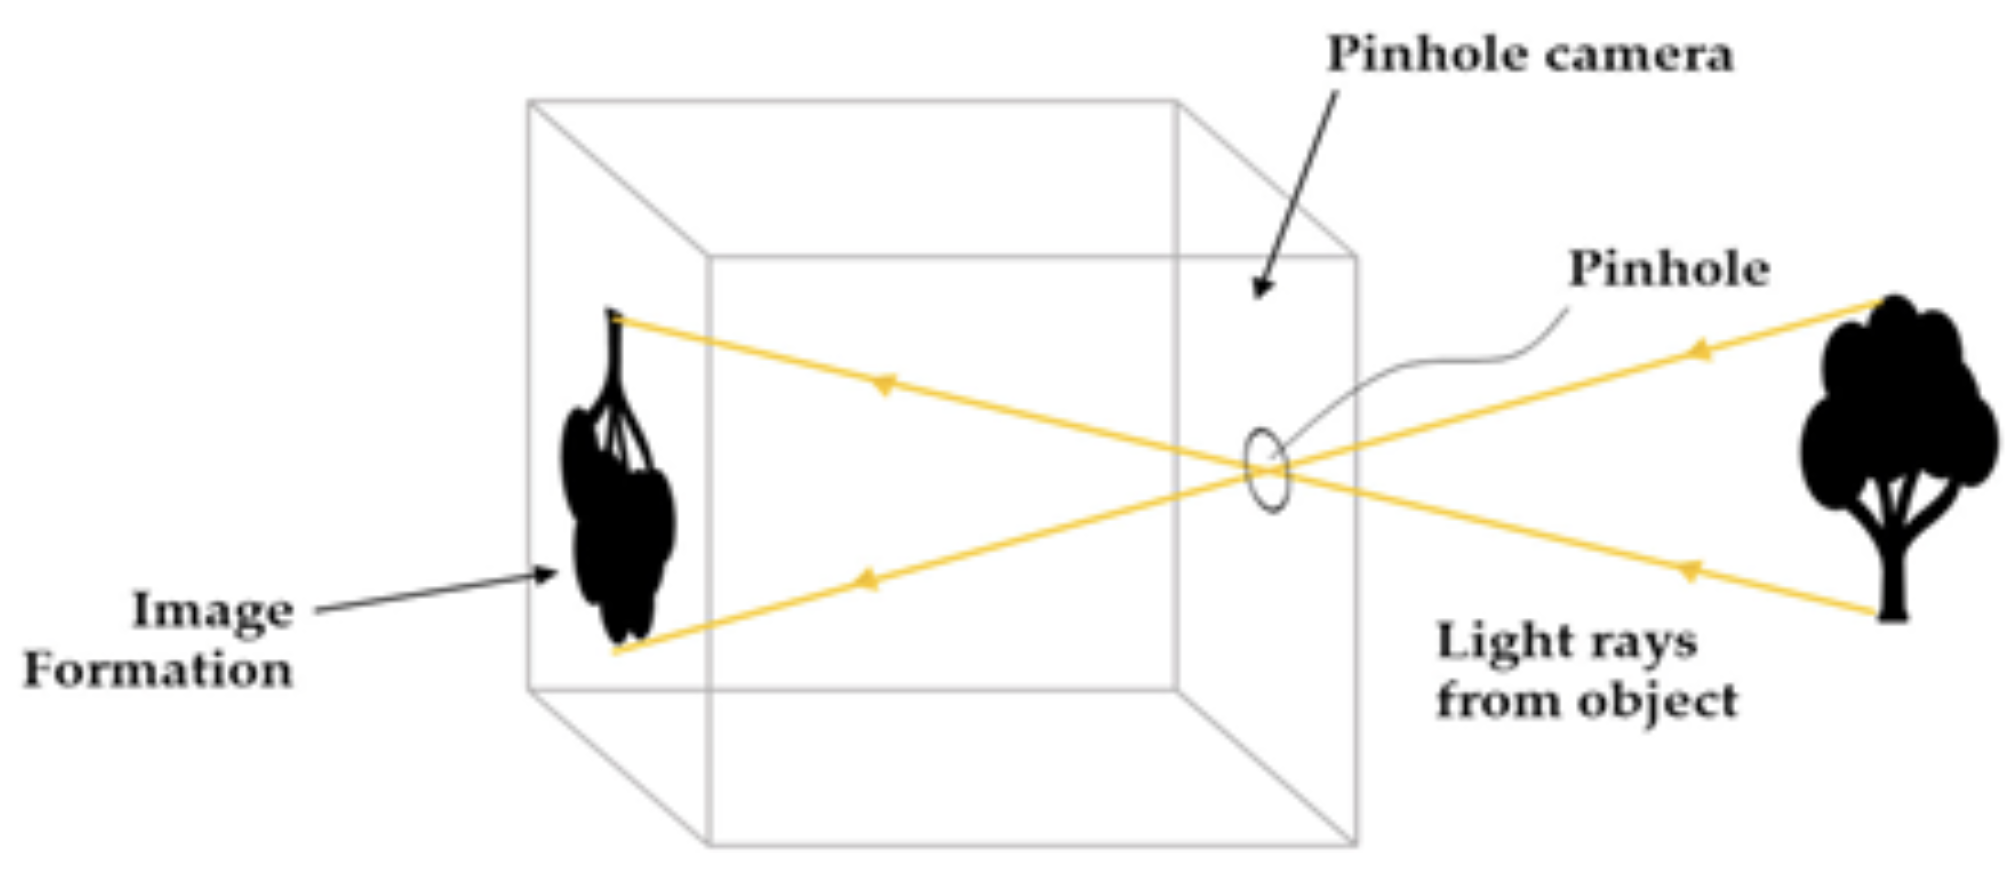 Pinhole camera
Pinhole
Image
Formation
Light rays
from object